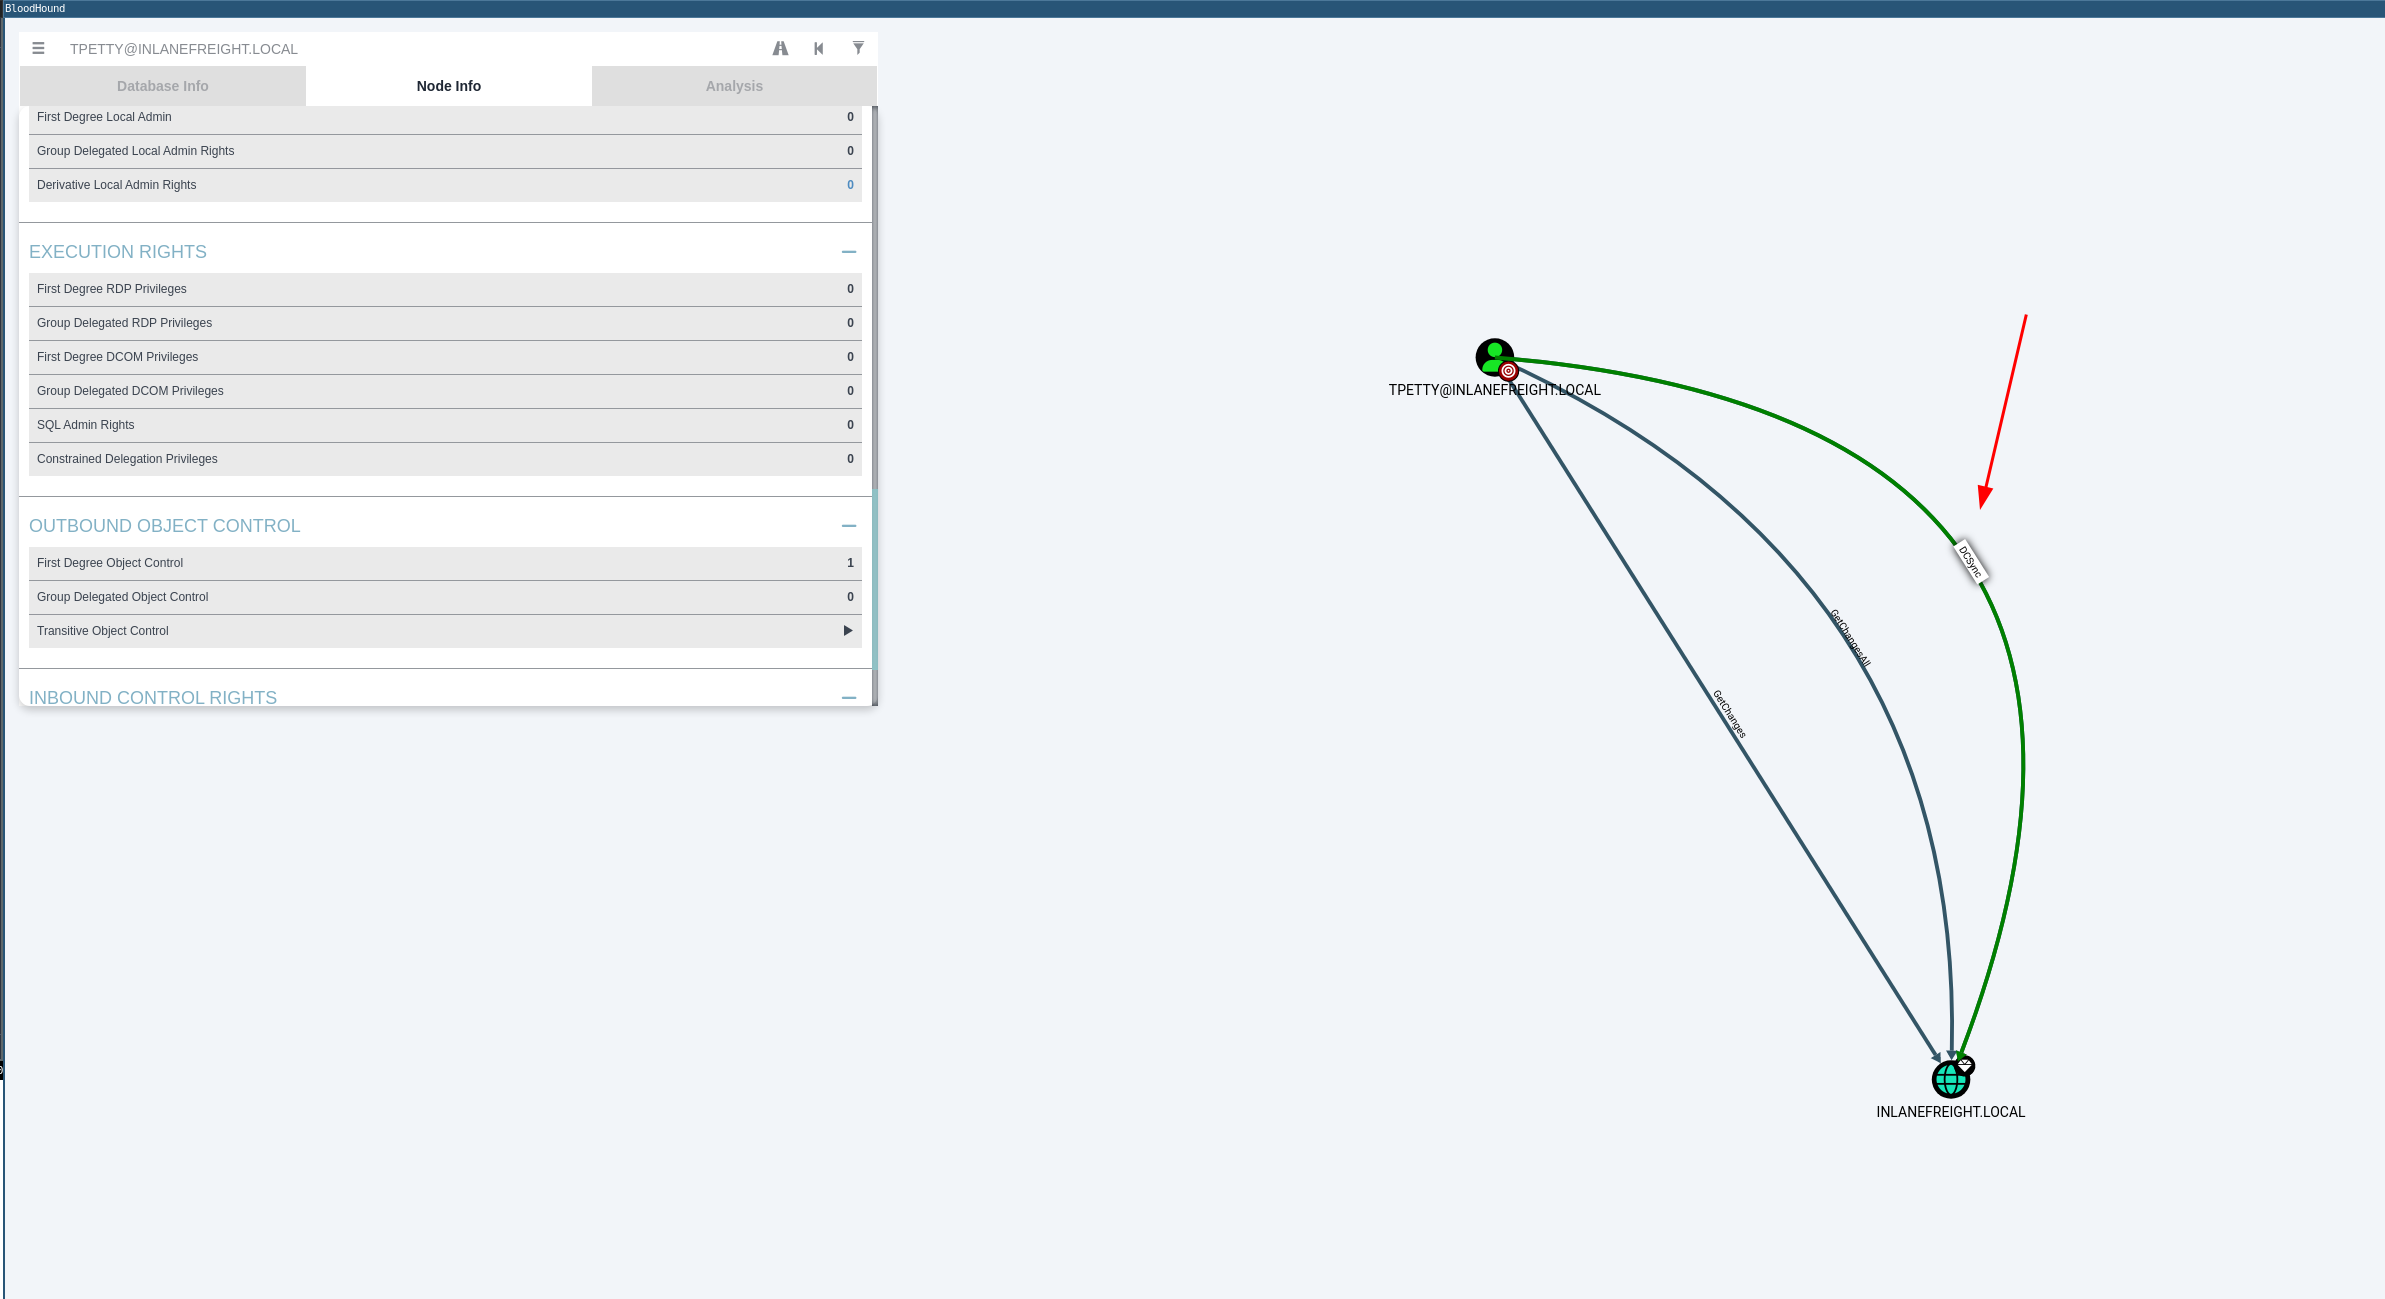 BloodHound
TPETTY@INLANEFREIGHT.LOCAL
Database Info
Node Info
Analysis
First Degree Local Admin 0
Group Delegated Local Admin Rights 0
Derivative Local Admin Rights 0
EXECUTION RIGHTS
First Degree RDP Privileges 0
Group Delegated RDP Privileges 0
First Degree DCOM Privileges 0
Group Delegated DCOM Privileges 0
SQL Admin Rights 0
Constrained Delegation Privileges 0
OUTBOUND OBJECT CONTROL
First Degree Object Control 1
Group Delegated Object Control 0
Transitive Object Control
INBOUND CONTROL RIGHTS
TPETTY@INLANEFREIGHT.LOCAL
DCSync
GetChangesAll
GetChanges
INLANEFREIGHT.LOCAL